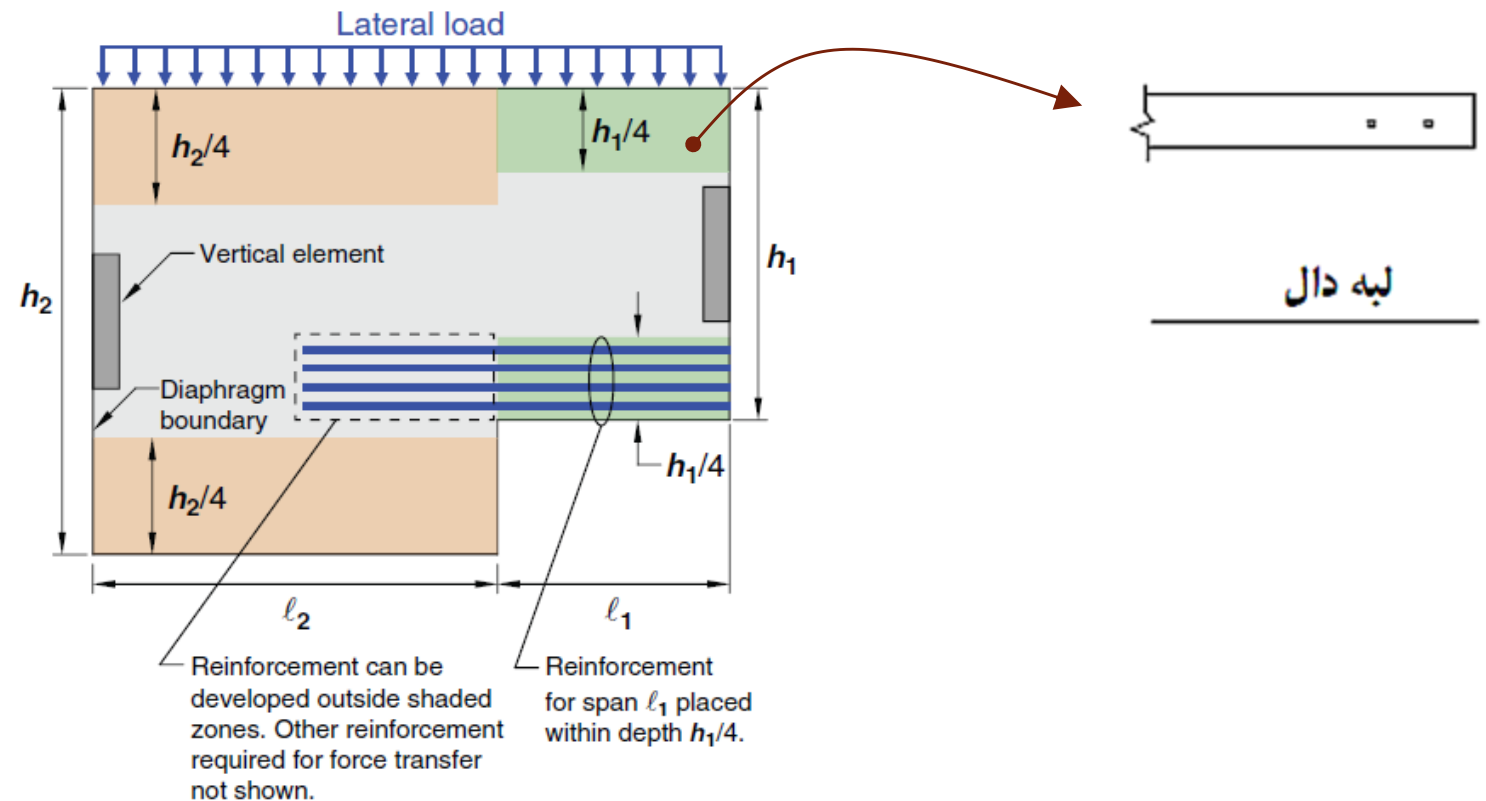 Lateral load
h₂/4
h₁/4
Vertical element
h₂
h₁
Diaphragm
boundary
h₁/4
h₂/4
ℓ₂
ℓ₁
Reinforcement can be
developed outside shaded
zones. Other reinforcement
required for force transfer
not shown.
Reinforcement
for span ℓ₁ placed
within depth h₁/4.
لبه دال